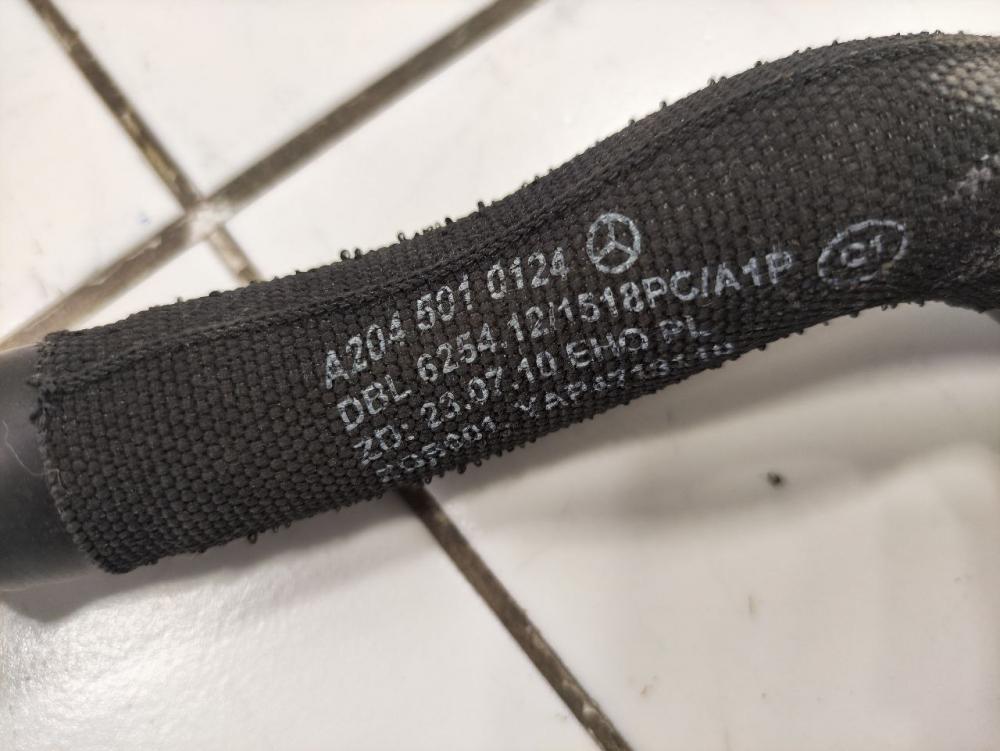 A204 501 0124
DBL 6254.12/1518PC/A1P
ZD: 23.07.10 EHO PL